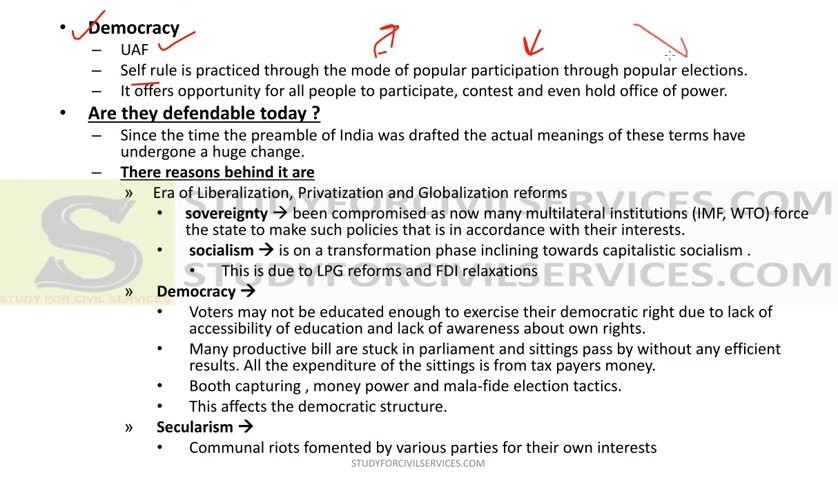 • Democracy
– UAF
– Self rule is practiced through the mode of popular participation through popular elections.
– It offers opportunity for all people to participate, contest and even hold office of power.
• Are they defendable today ?
– Since the time the preamble of India was drafted the actual meanings of these terms have
undergone a huge change.
– There reasons behind it are
» Era of Liberalization, Privatization and Globalization reforms
• sovereignty → been compromised as now many multilateral institutions (IMF, WTO) force
the state to make such policies that is in accordance with their interests.
• socialism → is on a transformation phase inclining towards capitalistic socialism .
• This is due to LPG reforms and FDI relaxations
» Democracy →
• Voters may not be educated enough to exercise their democratic right due to lack of
accessibility of education and lack of awareness about own rights.
• Many productive bill are stuck in parliament and sittings pass by without any efficient
results. All the expenditure of the sittings is from tax payers money.
• Booth capturing , money power and mala-fide election tactics.
• This affects the democratic structure.
» Secularism →
• Communal riots fomented by various parties for their own interests
STUDYFORCIVILSERVICES.COM
STUDYFORCIVILSERVICES.COM
STUDYFORCIVILSERVICES.COM
S
STUDY FOR CIVIL SERVICES